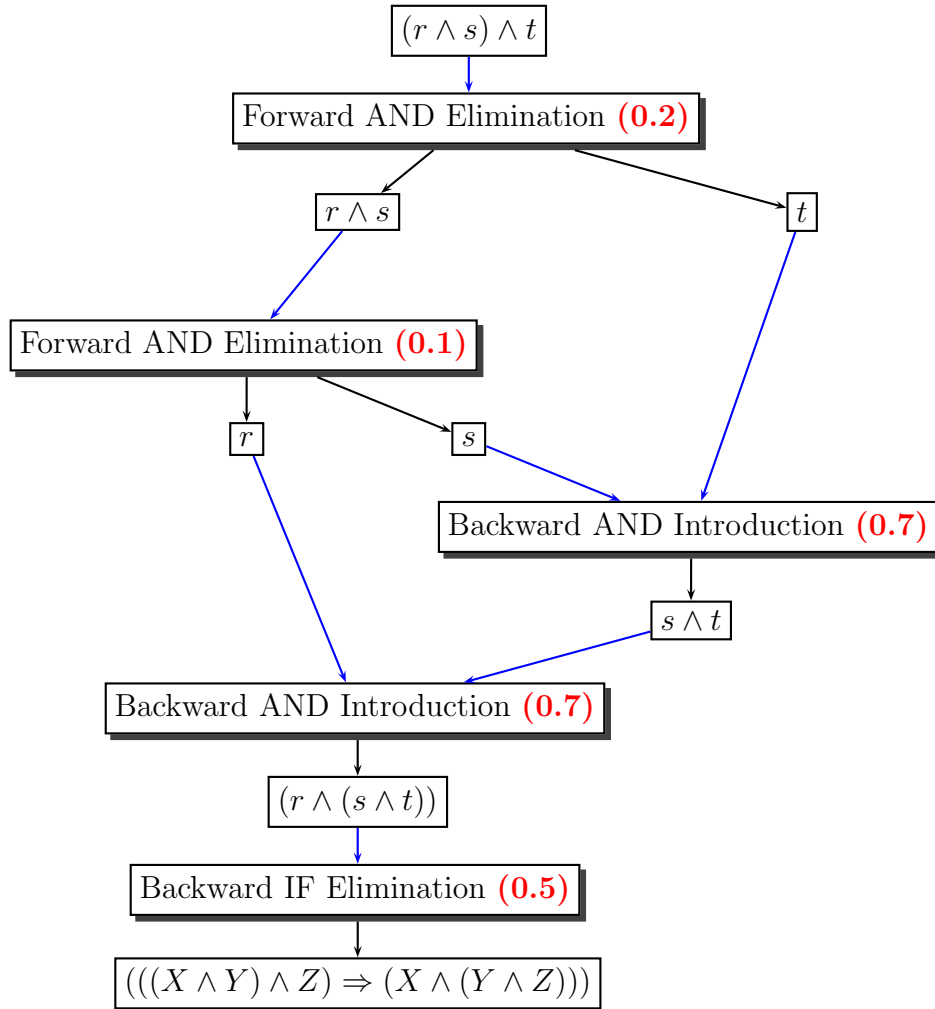 (r ∧ s) ∧ t
Forward AND Elimination (0.2)
r ∧ s
t
Forward AND Elimination (0.1)
r
s
Backward AND Introduction (0.7)
s ∧ t
Backward AND Introduction (0.7)
(r ∧ (s ∧ t))
Backward IF Elimination (0.5)
(((X ∧ Y) ∧ Z) ⇒ (X ∧ (Y ∧ Z)))